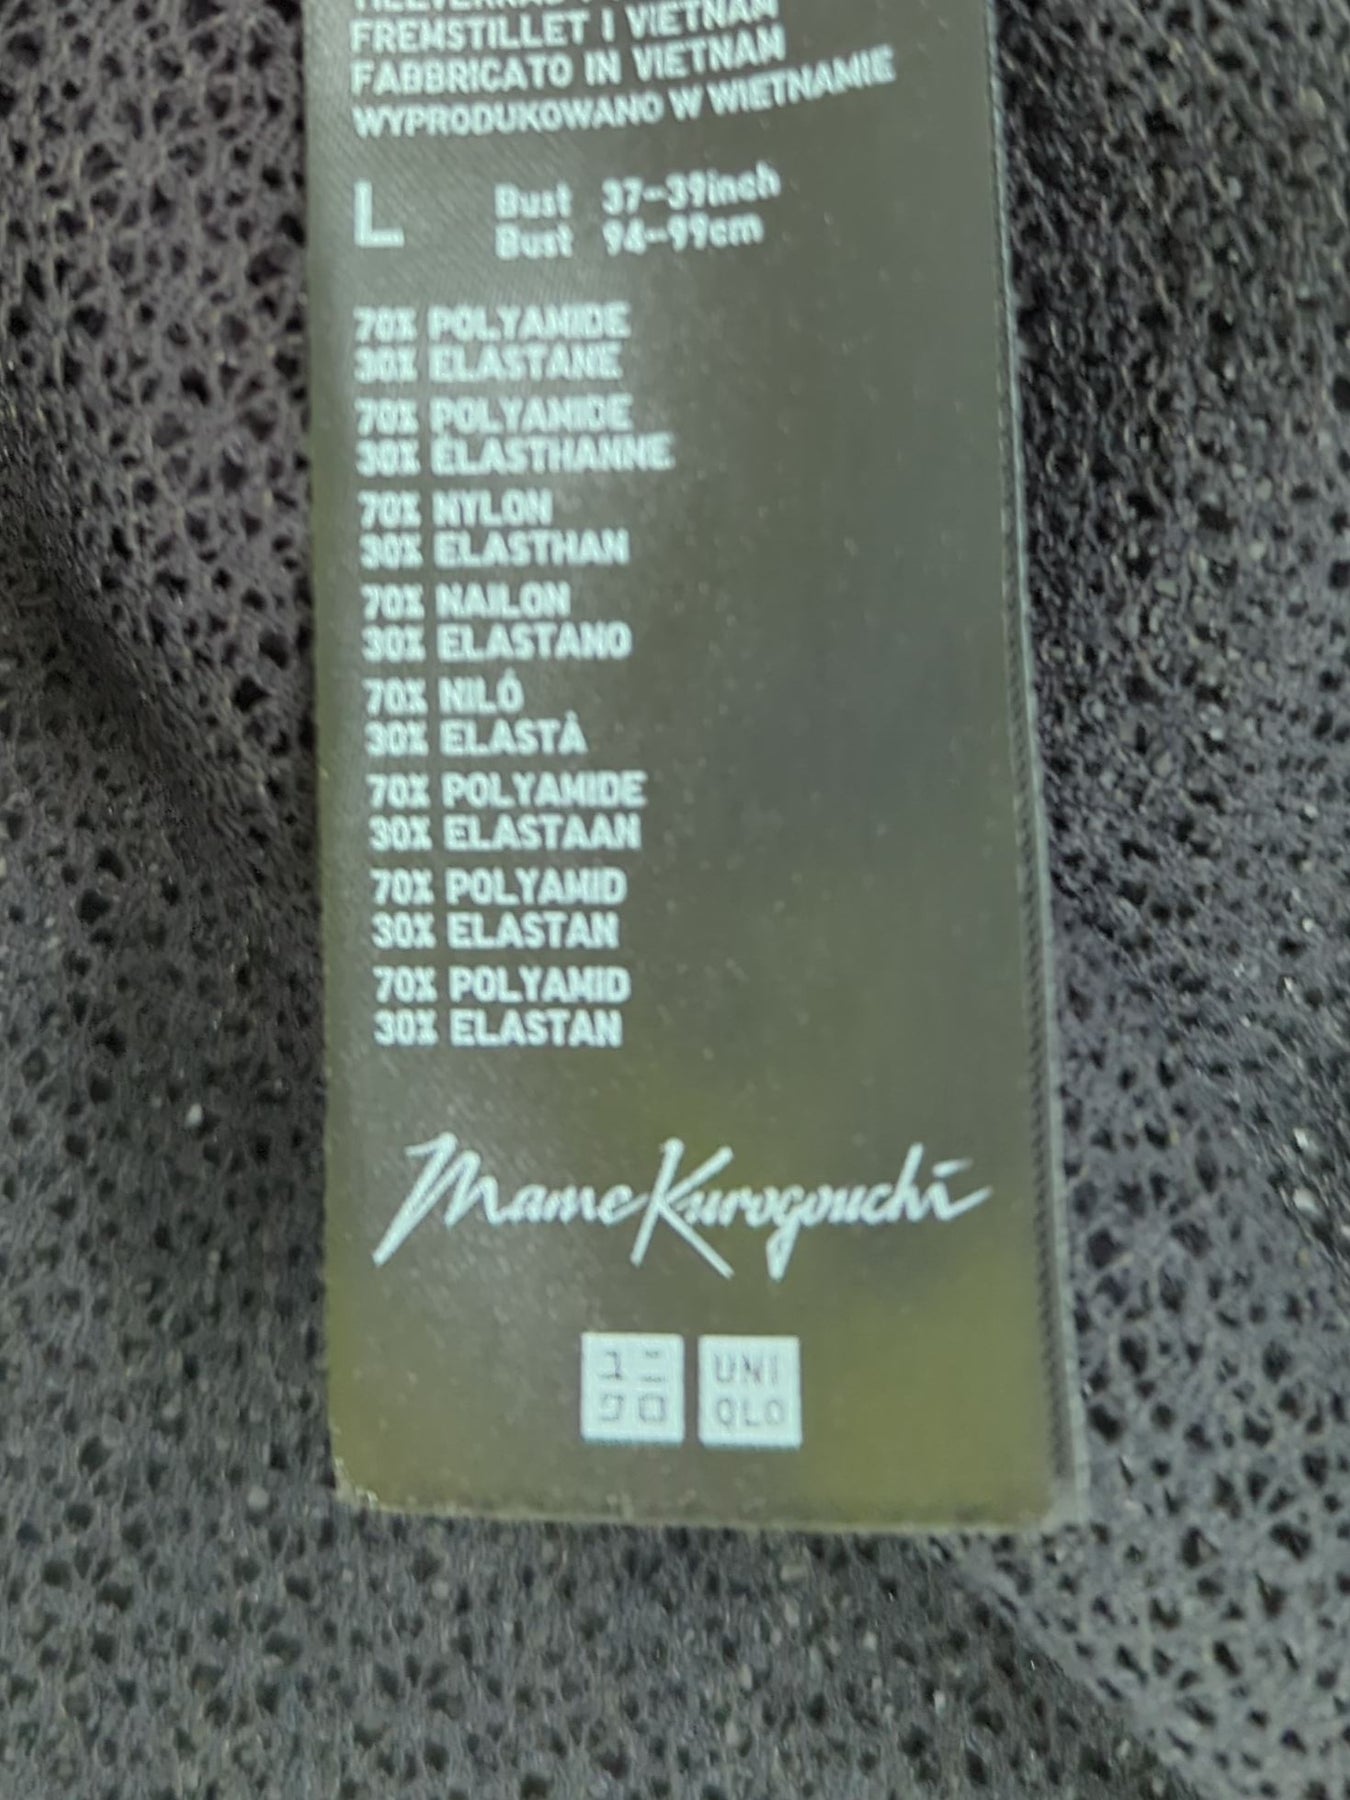 FREMSTILLET I VIETNAM
FABBRICATO IN VIETNAM
WYPRODUKOWANO W WIETNAMIE
L
Bust 37-39inch
Bust 94-99cm
70% POLYAMIDE
30% ELASTANE
70% POLYAMIDE
30% ÉLASTHANNE
70% NYLON
30% ELASTHAN
70% NAILON
30% ELASTANO
70% NILÓ
30% ELASTÀ
70% POLYAMIDE
30% ELASTAAN
70% POLYAMID
30% ELASTAN
70% POLYAMID
30% ELASTAN
Mame Kurogouchi
ユニ UNI
クロ QLO